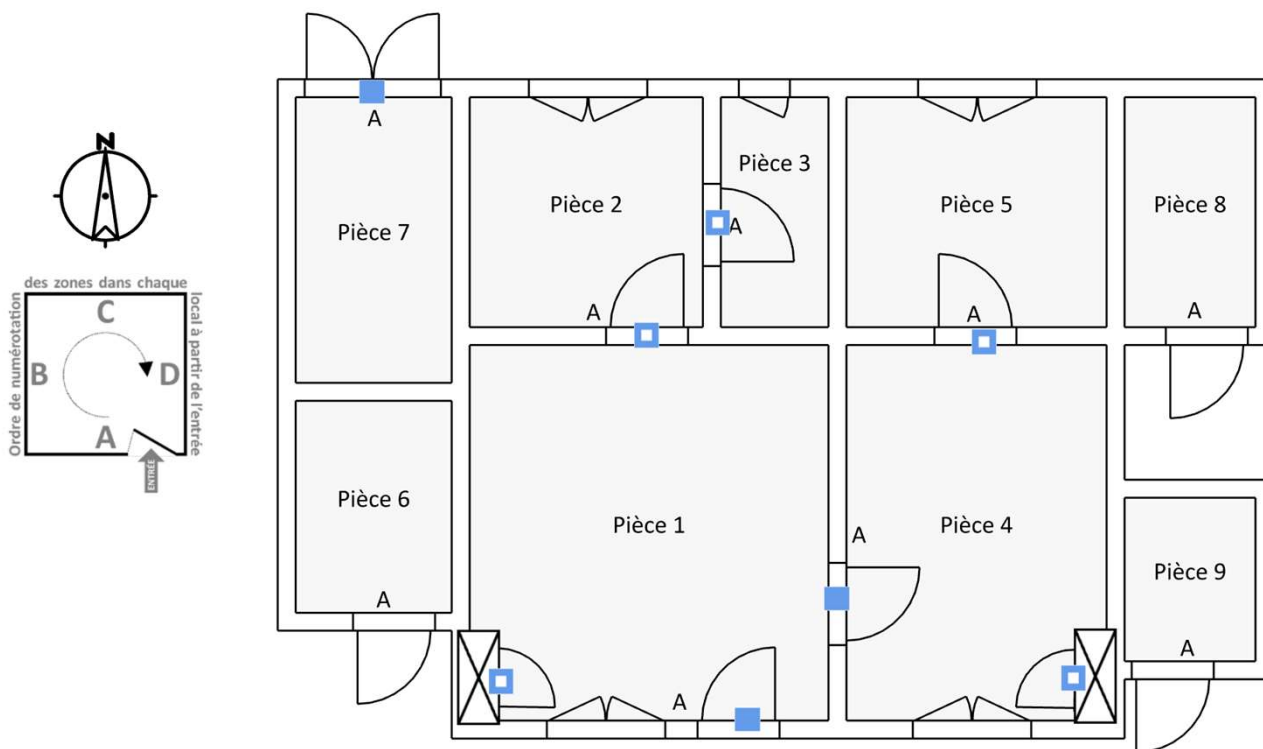 N
des zones dans chaque
Ordre de numérotation
local à partir de l'entrée
C
B
D
A
ENTRÉE
A
Pièce 7
Pièce 2
A
Pièce 3
A
Pièce 5
A
Pièce 8
A
Pièce 6
A
Pièce 1
A
Pièce 4
A
Pièce 9
A